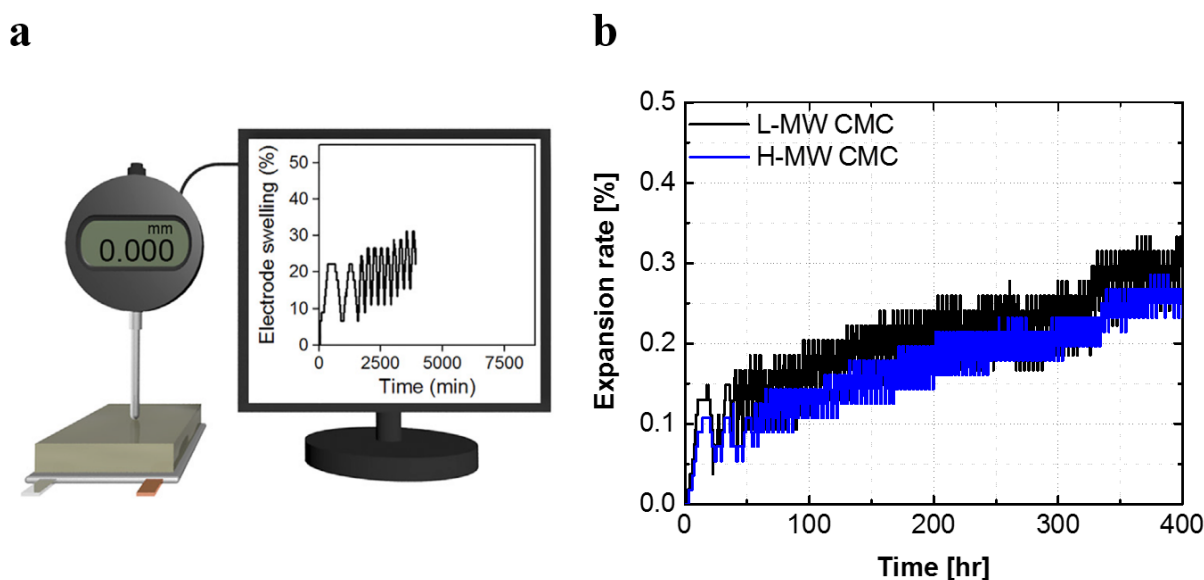 a
mm
0.000
Electrode swelling (%)
50
40
30
20
10
0
0 2500 5000 7500
Time (min)
b
L-MW CMC
H-MW CMC
Expansion rate [%]
0.5
0.4
0.3
0.2
0.1
0.0
0 100 200 300 400
Time [hr]